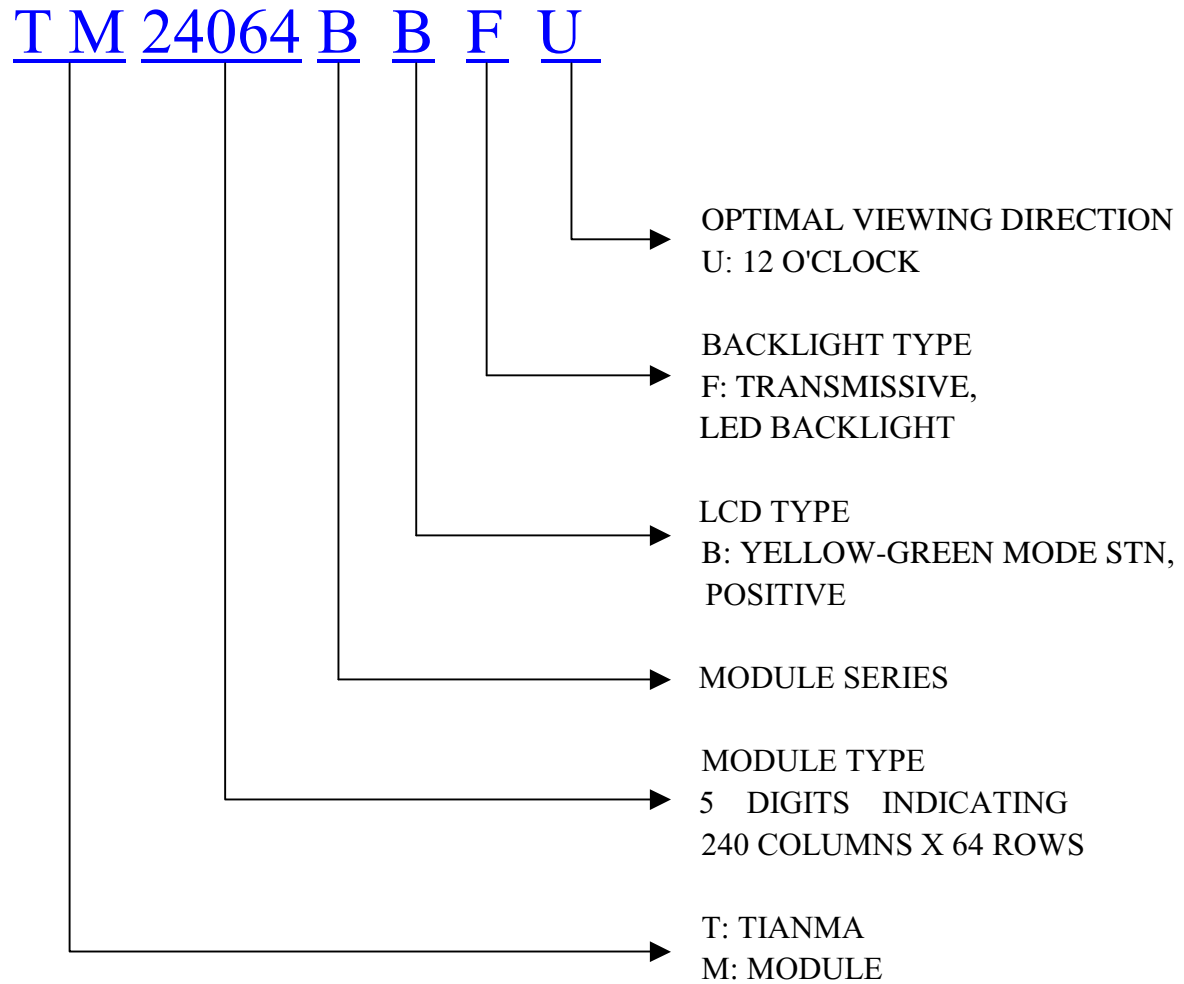 T M 24064 B B F U
OPTIMAL VIEWING DIRECTION
U: 12 O'CLOCK
BACKLIGHT TYPE
F: TRANSMISSIVE,
LED BACKLIGHT
LCD TYPE
B: YELLOW-GREEN MODE STN,
POSITIVE
MODULE SERIES
MODULE TYPE
5 DIGITS INDICATING
240 COLUMNS X 64 ROWS
T: TIANMA
M: MODULE